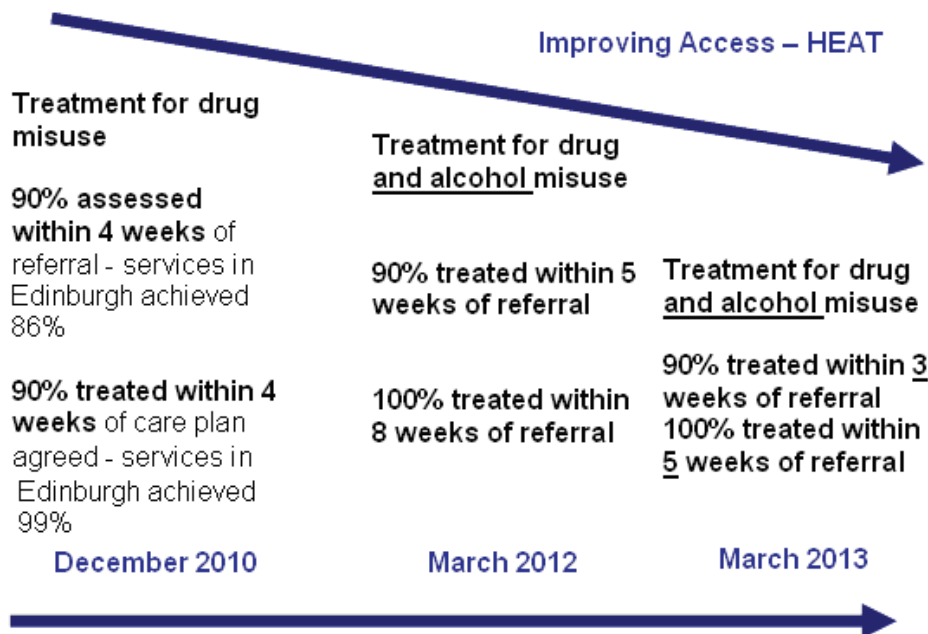 Improving Access – HEAT
Treatment for drug
misuse
90% assessed
within 4 weeks of
referral - services in
Edinburgh achieved
86%
90% treated within 4
weeks of care plan
agreed - services in
Edinburgh achieved
99%
December 2010
Treatment for drug
and alcohol misuse
90% treated within 5
weeks of referral
100% treated within
8 weeks of referral
March 2012
Treatment for drug
and alcohol misuse
90% treated within 3
weeks of referral
100% treated within
5 weeks of referral
March 2013